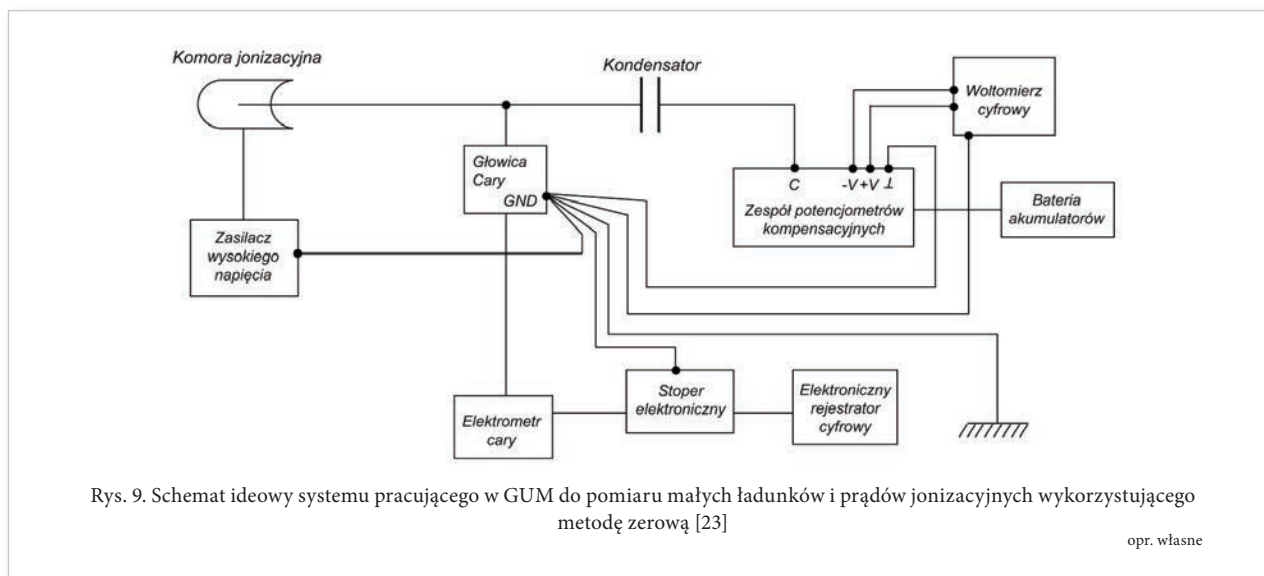 Komora jonizacyjna
Kondensator
Woltomierz
cyfrowy
Głowica
Cary
GND
C -V +V ⊥
Zespół potencjometrów
kompensacyjnych
Bateria
akumulatorów
Zasilacz
wysokiego
napięcia
Stoper
elektroniczny
Elektroniczny
rejestrator
cyfrowy
Elektrometr
cary
Rys. 9. Schemat ideowy systemu pracującego w GUM do pomiaru małych ładunków i prądów jonizacyjnych wykorzystującego
metodę zerową [23]
opr. własne